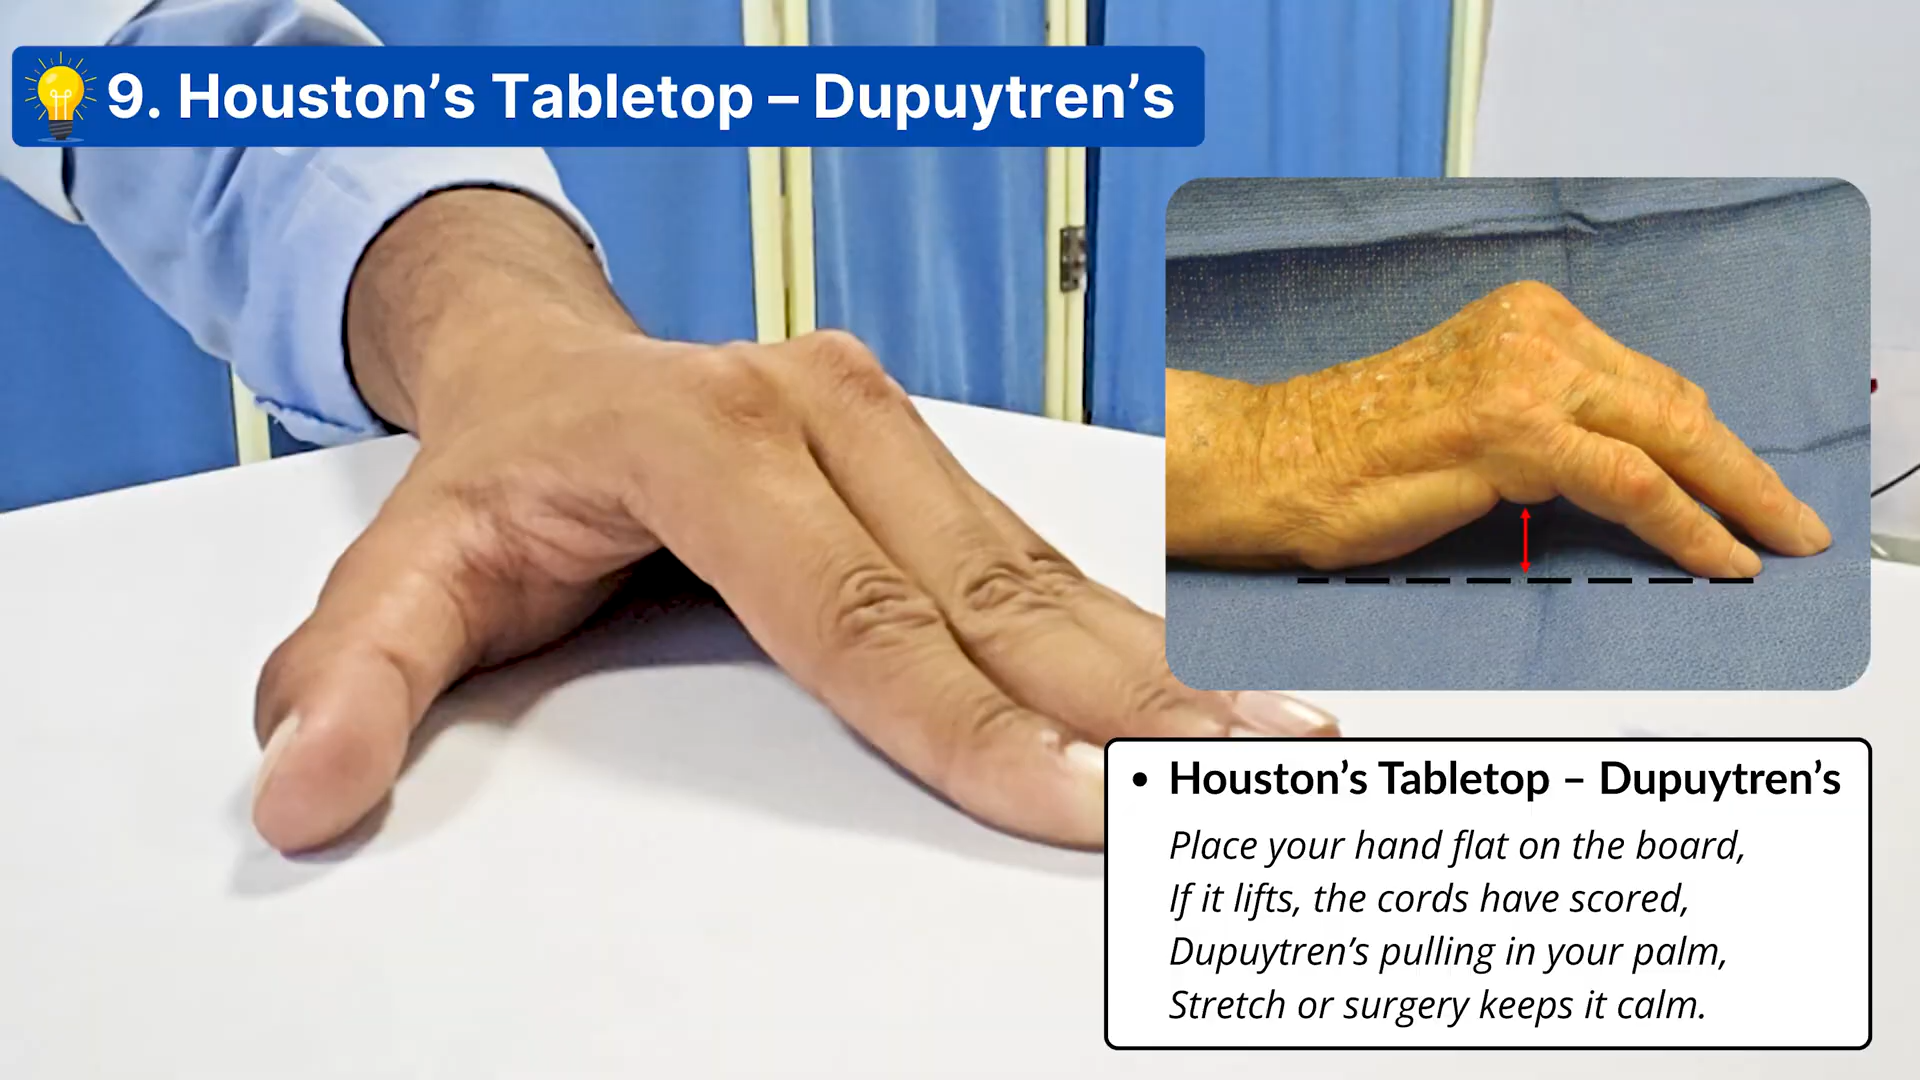 9. Houston’s Tabletop – Dupuytren’s
• Houston’s Tabletop – Dupuytren’s
Place your hand flat on the board,
If it lifts, the cords have scored,
Dupuytren’s pulling in your palm,
Stretch or surgery keeps it calm.